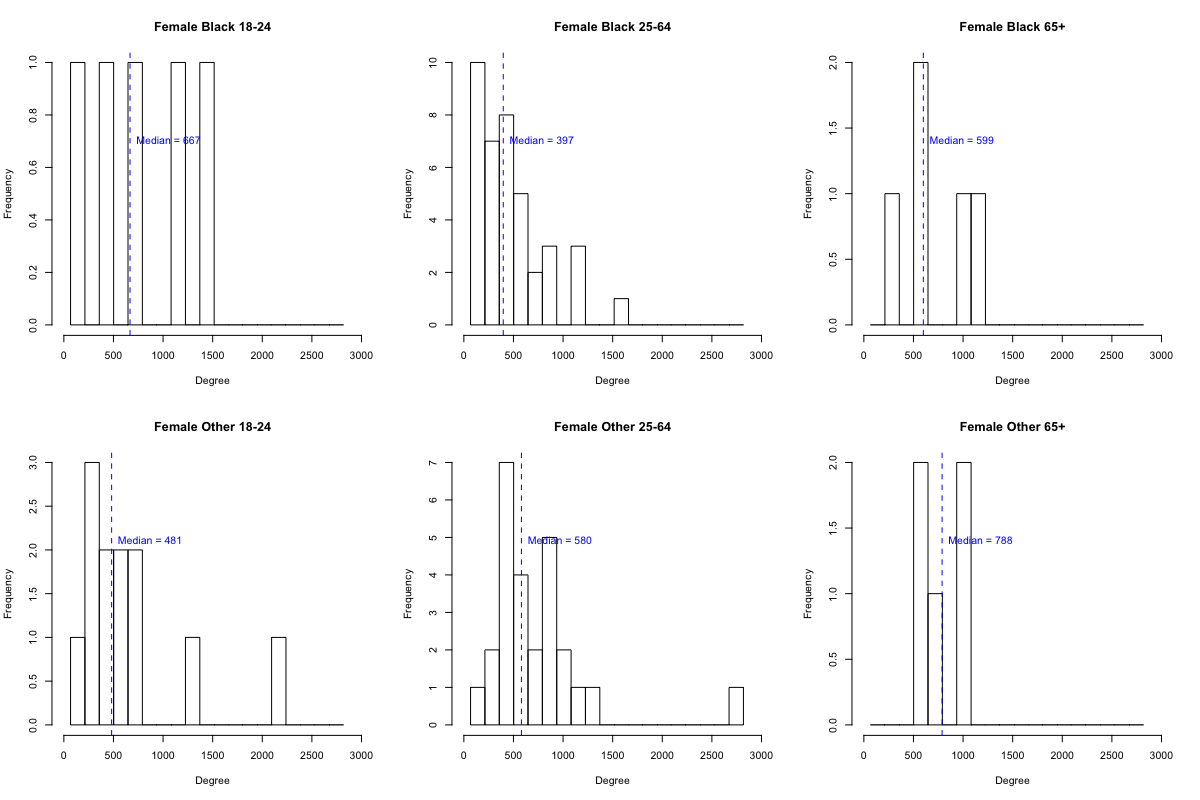 Female Black 18-24
Female Black 25-64
Female Black 65+
Frequency
0.0 0.2 0.4 0.6 0.8 1.0
Median = 667
0 500 1000 1500 2000 2500 3000
Degree
Frequency
0 2 4 6 8 10
Median = 397
0 500 1000 1500 2000 2500 3000
Degree
Frequency
0.0 0.5 1.0 1.5 2.0
Median = 599
0 500 1000 1500 2000 2500 3000
Degree
Female Other 18-24
Female Other 25-64
Female Other 65+
Frequency
0.0 0.5 1.0 1.5 2.0 2.5 3.0
Median = 481
0 500 1000 1500 2000 2500 3000
Degree
Frequency
0 1 2 3 4 5 6 7
Median = 580
0 500 1000 1500 2000 2500 3000
Degree
Frequency
0.0 0.5 1.0 1.5 2.0
Median = 788
0 500 1000 1500 2000 2500 3000
Degree